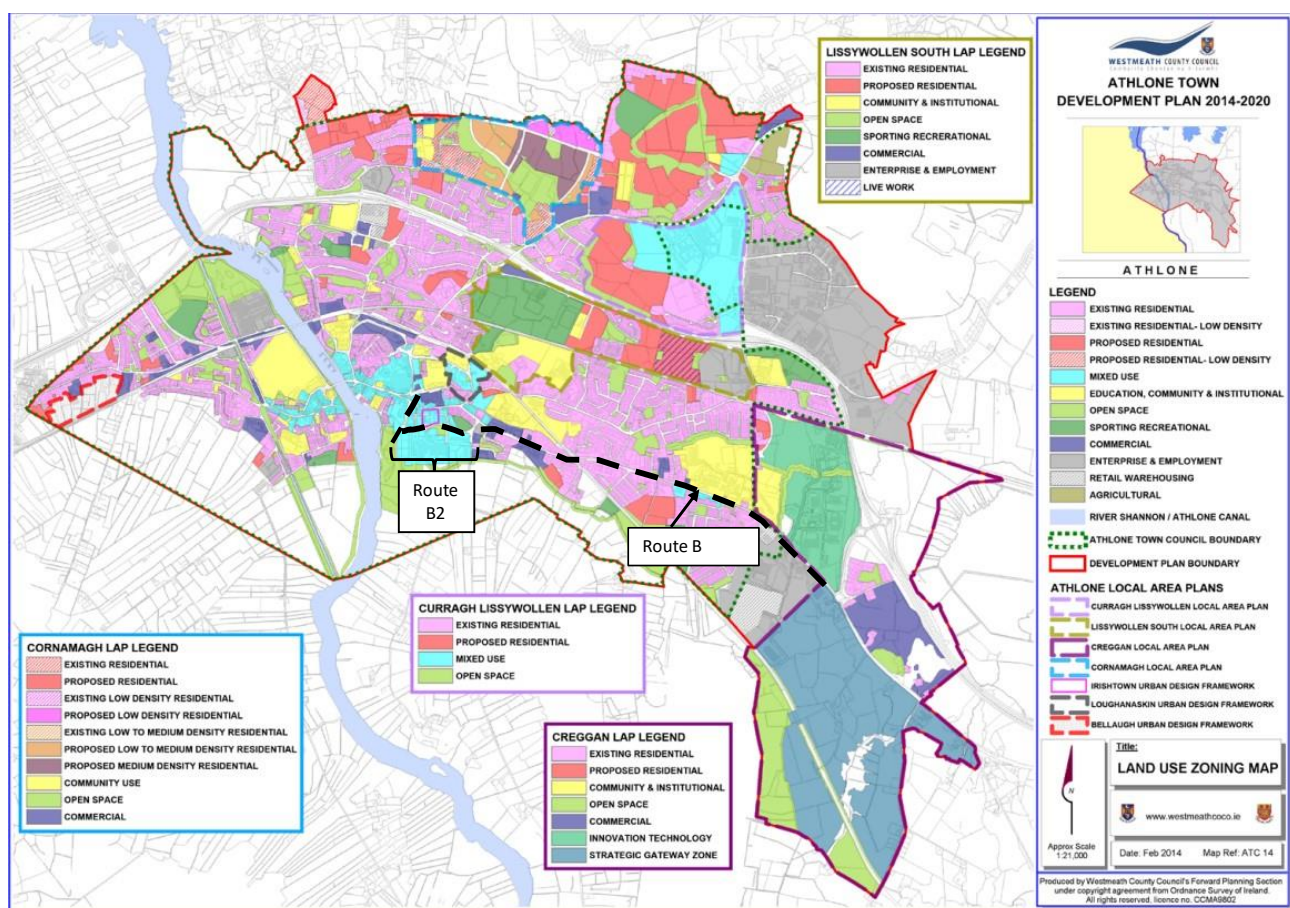 LISSYWOLLEN SOUTH LAP LEGEND
EXISTING RESIDENTIAL
PROPOSED RESIDENTIAL
COMMUNITY & INSTITUTIONAL
OPEN SPACE
SPORTING RECRERATIONAL
COMMERCIAL
ENTERPRISE & EMPLOYMENT
LIVE WORK
Route
B2
Route B
CURRAGH LISSYWOLLEN LAP LEGEND
EXISTING RESIDENTIAL
PROPOSED RESIDENTIAL
MIXED USE
OPEN SPACE
CORNAMAGH LAP LEGEND
EXISTING RESIDENTIAL
PROPOSED RESIDENTIAL
EXISTING LOW DENSITY RESIDENTIAL
PROPOSED LOW DENSITY RESIDENTIAL
EXISTING LOW TO MEDIUM DENSITY RESIDENTIAL
PROPOSED LOW TO MEDIUM DENSITY RESIDENTIAL
PROPOSED MEDIUM DENSITY RESIDENTIAL
COMMUNITY USE
OPEN SPACE
COMMERCIAL
CREGGAN LAP LEGEND
EXISTING RESIDENTIAL
PROPOSED RESIDENTIAL
COMMUNITY & INSTITUTIONAL
OPEN SPACE
COMMERCIAL
INNOVATION TECHNOLOGY
STRATEGIC GATEWAY ZONE
WESTMEATH COUNTY COUNCIL
ATHLONE TOWN
DEVELOPMENT PLAN 2014-2020
ATHLONE
LEGEND
EXISTING RESIDENTIAL
EXISTING RESIDENTIAL- LOW DENSITY
PROPOSED RESIDENTIAL
PROPOSED RESIDENTIAL- LOW DENSITY
MIXED USE
EDUCATION, COMMUNITY & INSTITUTIONAL
OPEN SPACE
SPORTING RECREATIONAL
COMMERCIAL
ENTERPRISE & EMPLOYMENT
RETAIL WAREHOUSING
AGRICULTURAL
RIVER SHANNON / ATHLONE CANAL
ATHLONE TOWN COUNCIL BOUNDARY
DEVELOPMENT PLAN BOUNDARY
ATHLONE LOCAL AREA PLANS
CURRAGH LISSYWOLLEN LOCAL AREA PLAN
LISSYWOLLEN SOUTH LOCAL AREA PLAN
CREGGAN LOCAL AREA PLAN
CORNAMAGH LOCAL AREA PLAN
IRISHTOWN URBAN DESIGN FRAMEWORK
LOUGHANASKIN URBAN DESIGN FRAMEWORK
BELLAUGH URBAN DESIGN FRAMEWORK
N
Approx Scale
1:21,000
Title:
LAND USE ZONING MAP
www.westmeathcoco.ie
Date: Feb 2014 Map Ref: ATC 14
Produced by Westmeath County Council's Forward Planning Section
under copyright agreement from Ordnance Survey of Ireland.
All rights reserved. licence no. CCMA9802